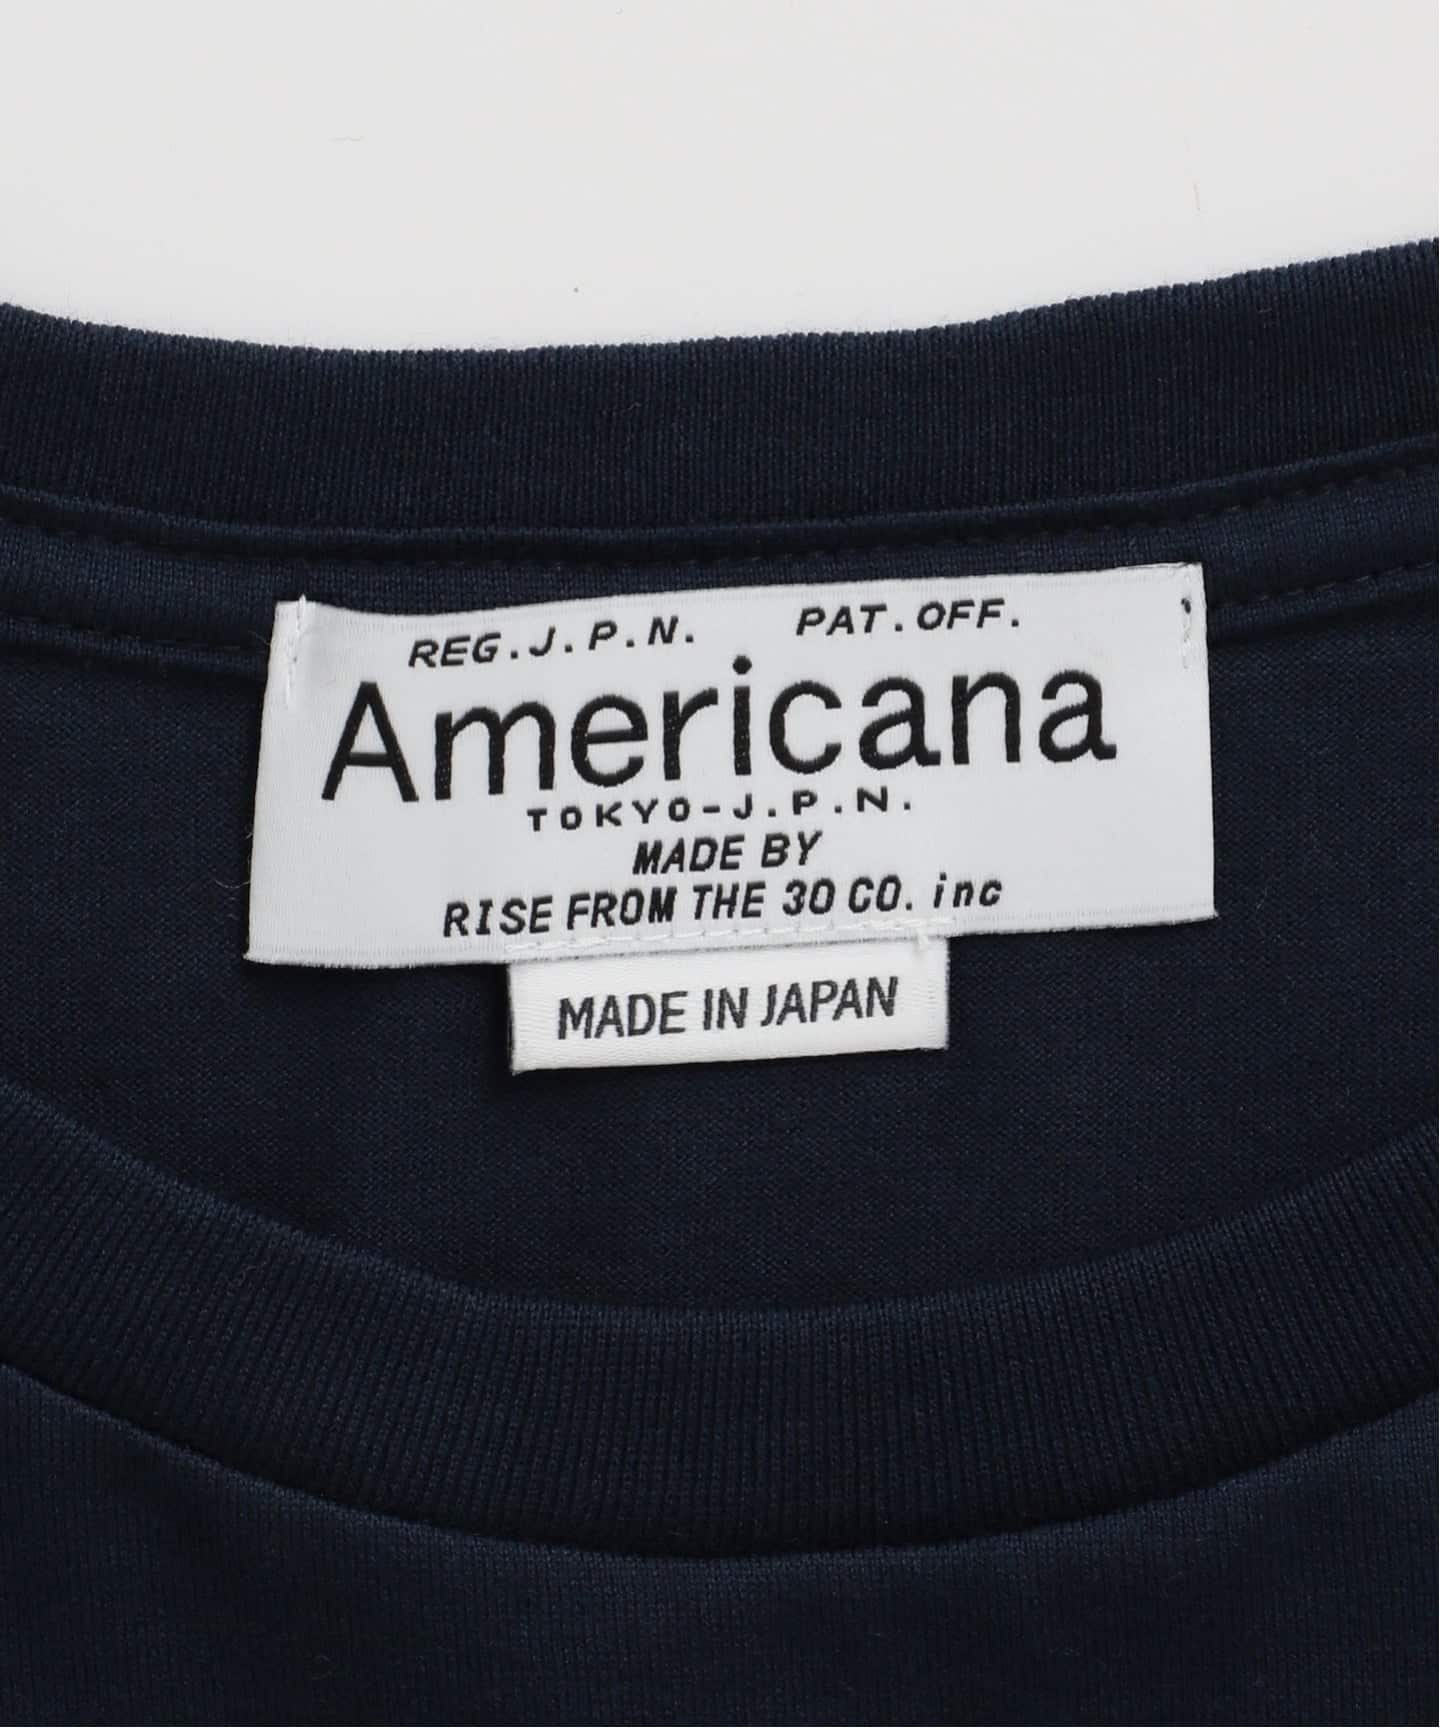 REG.J.P.N. PAT.OFF.
Americana
TOKYO-J.P.N.
MADE BY
RISE FROM THE 30 CO. inc
MADE IN JAPAN